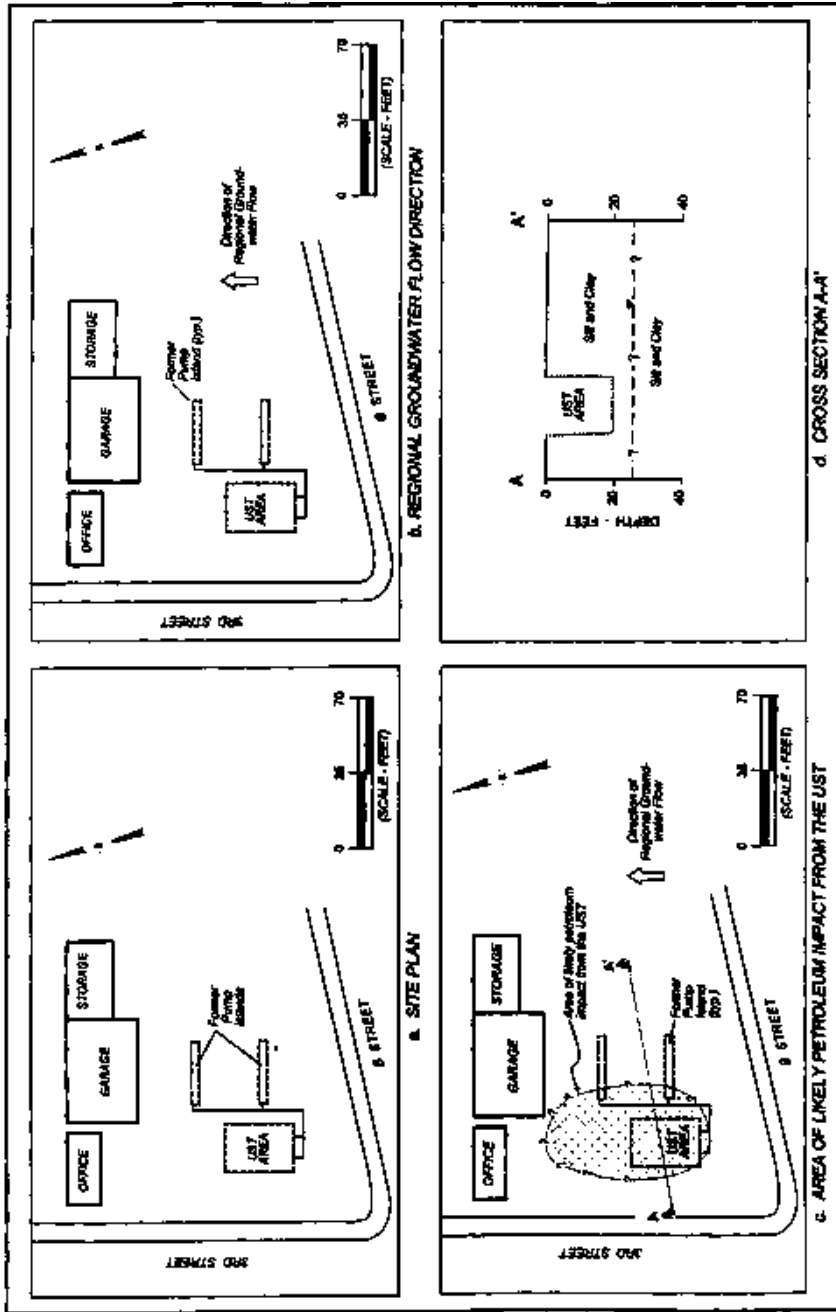 OFFICE
GARAGE
STORAGE
UST
AREA
Former
Pump
Islands
3RD STREET
STREET
0 35 70
(SCALE - FEET)
a. SITE PLAN
OFFICE
GARAGE
STORAGE
UST
AREA
Former
Pump
Island (typ.)
Direction of
Regional Ground-
water Flow
3RD STREET
STREET
0 35 70
(SCALE - FEET)
b. REGIONAL GROUNDWATER FLOW DIRECTION
OFFICE
GARAGE
STORAGE
Area of likely petroleum
impact from the UST
UST
AREA
A
A'
Former
Pump
Island
(typ.)
Direction of
Regional Ground-
water Flow
3RD STREET
STREET
0 35 70
(SCALE - FEET)
c. AREA OF LIKELY PETROLEUM IMPACT FROM THE UST
A
A'
0
20
40
DEPTH - FEET
UST
AREA
Silt and Clay
? ? ? ?
Silt and Clay
0
20
40
d. CROSS SECTION A-A'